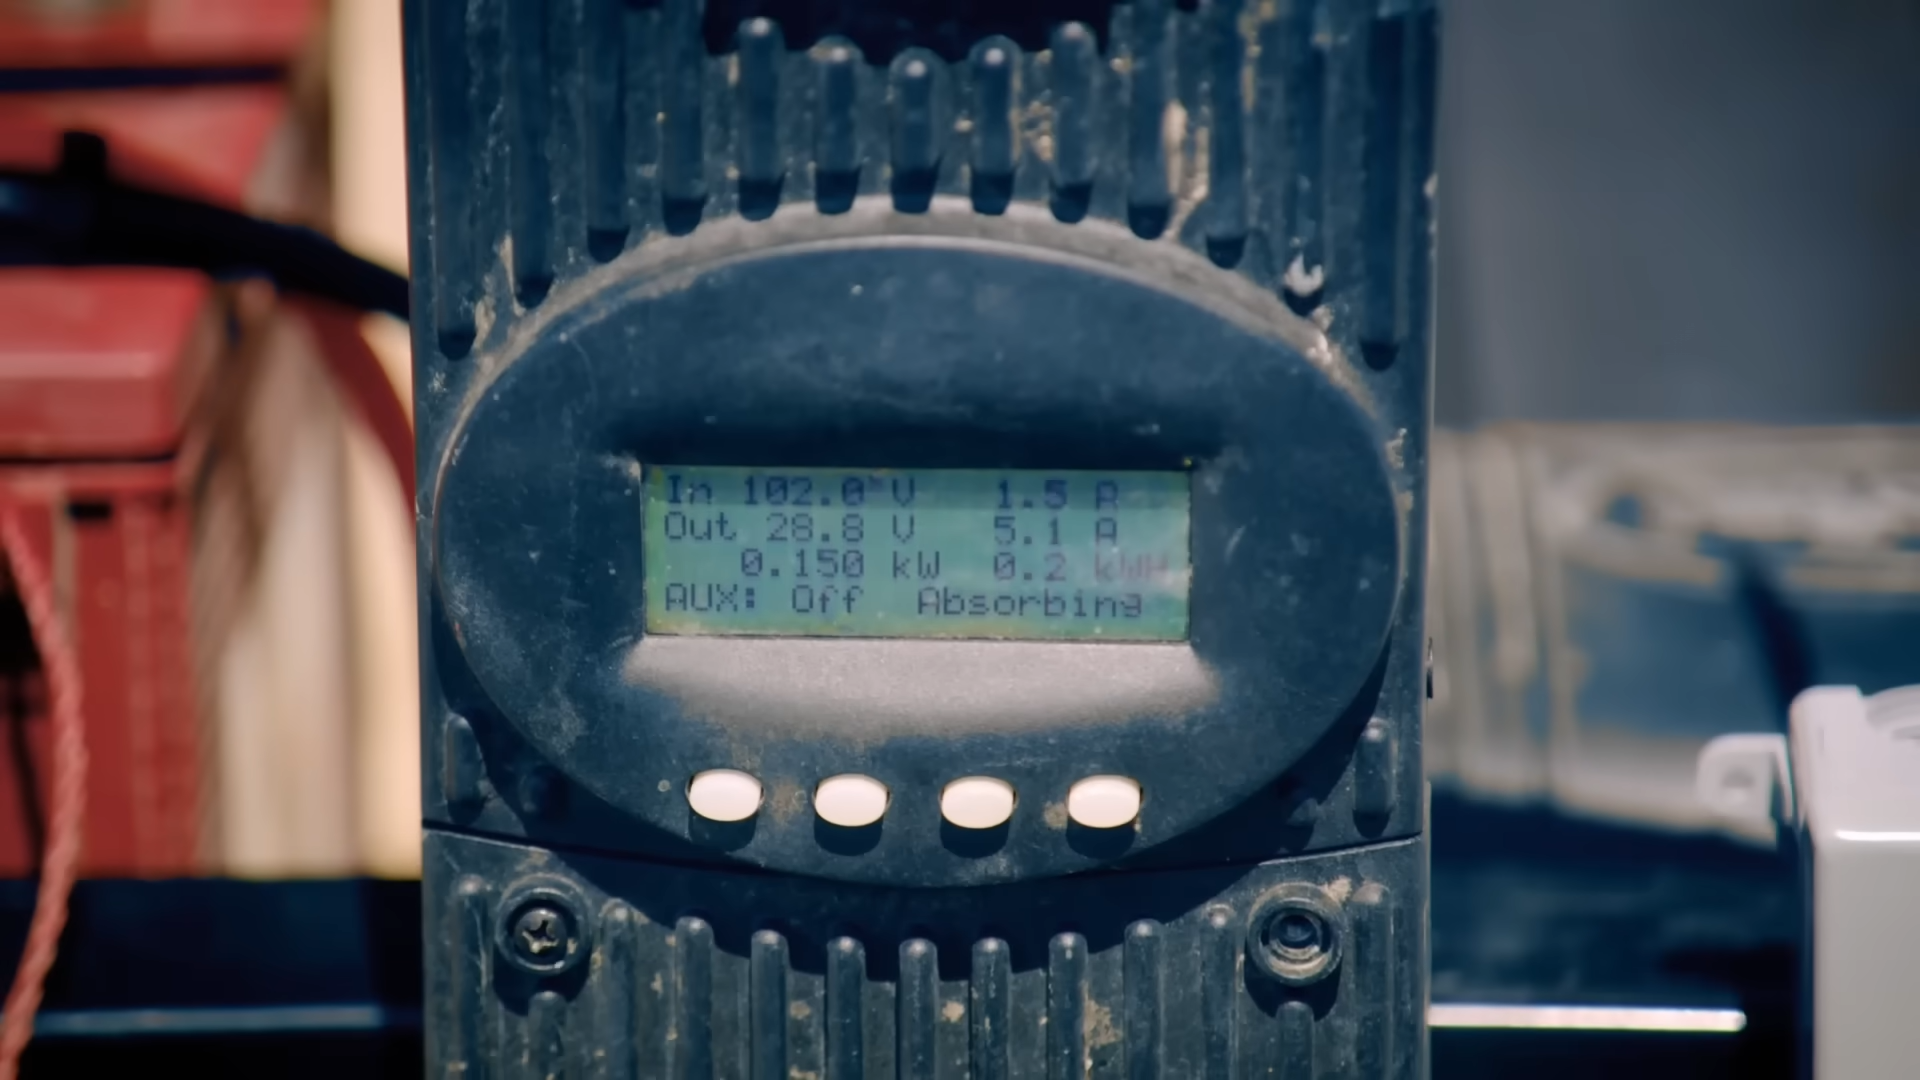 In 102.0 V 1.5 A
Out 28.8 V 5.1 A
0.150 kW 0.2 kWH
AUX: Off Absorbing